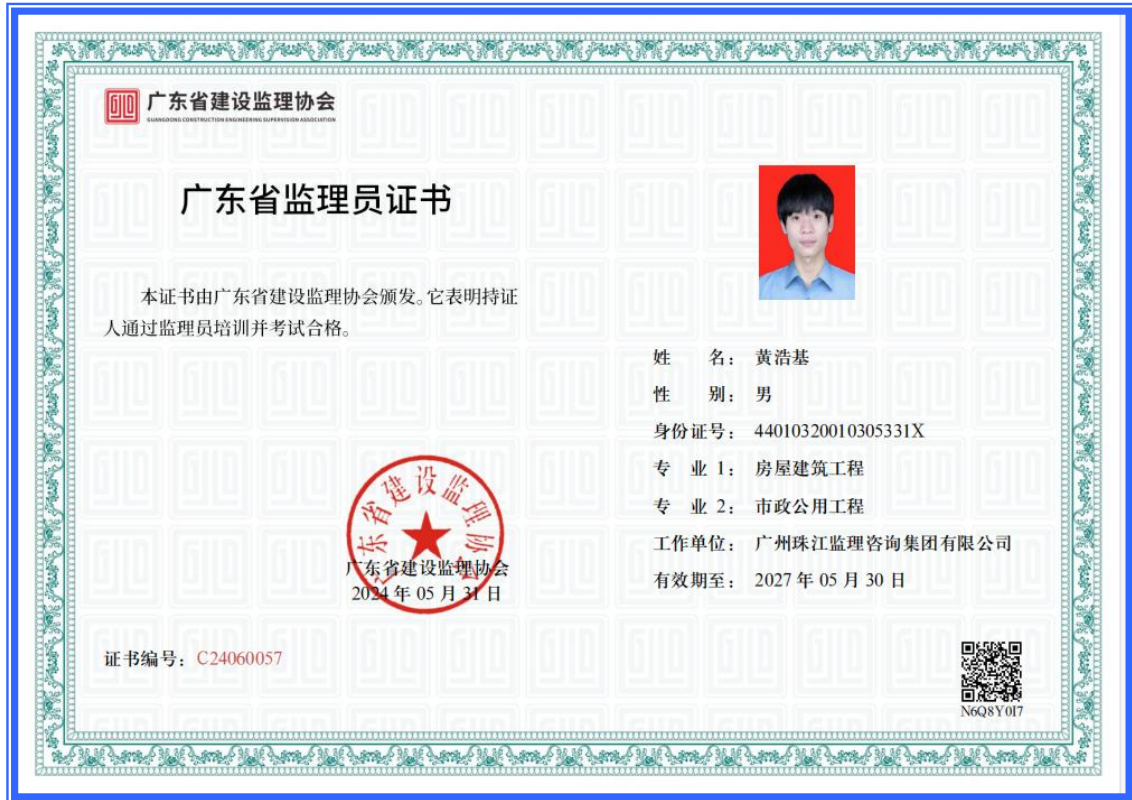 广东省建设监理协会
GUANGDONG CONSTRUCTION ENGINEERING SUPERVISION ASSOCIATION
广东省监理员证书
本证书由广东省建设监理协会颁发。它表明持证
人通过监理员培训并考试合格。
姓 名： 黄浩基
性 别： 男
身份证号： 44010320010305331X
专 业 1： 房屋建筑工程
专 业 2： 市政公用工程
工作单位： 广州珠江监理咨询集团有限公司
有效期至： 2027 年 05 月 30 日
广东省建设监理协会
广东省建设监理协会
2024 年 05 月 31 日
证书编号： C24060057
N6Q8Y0I7